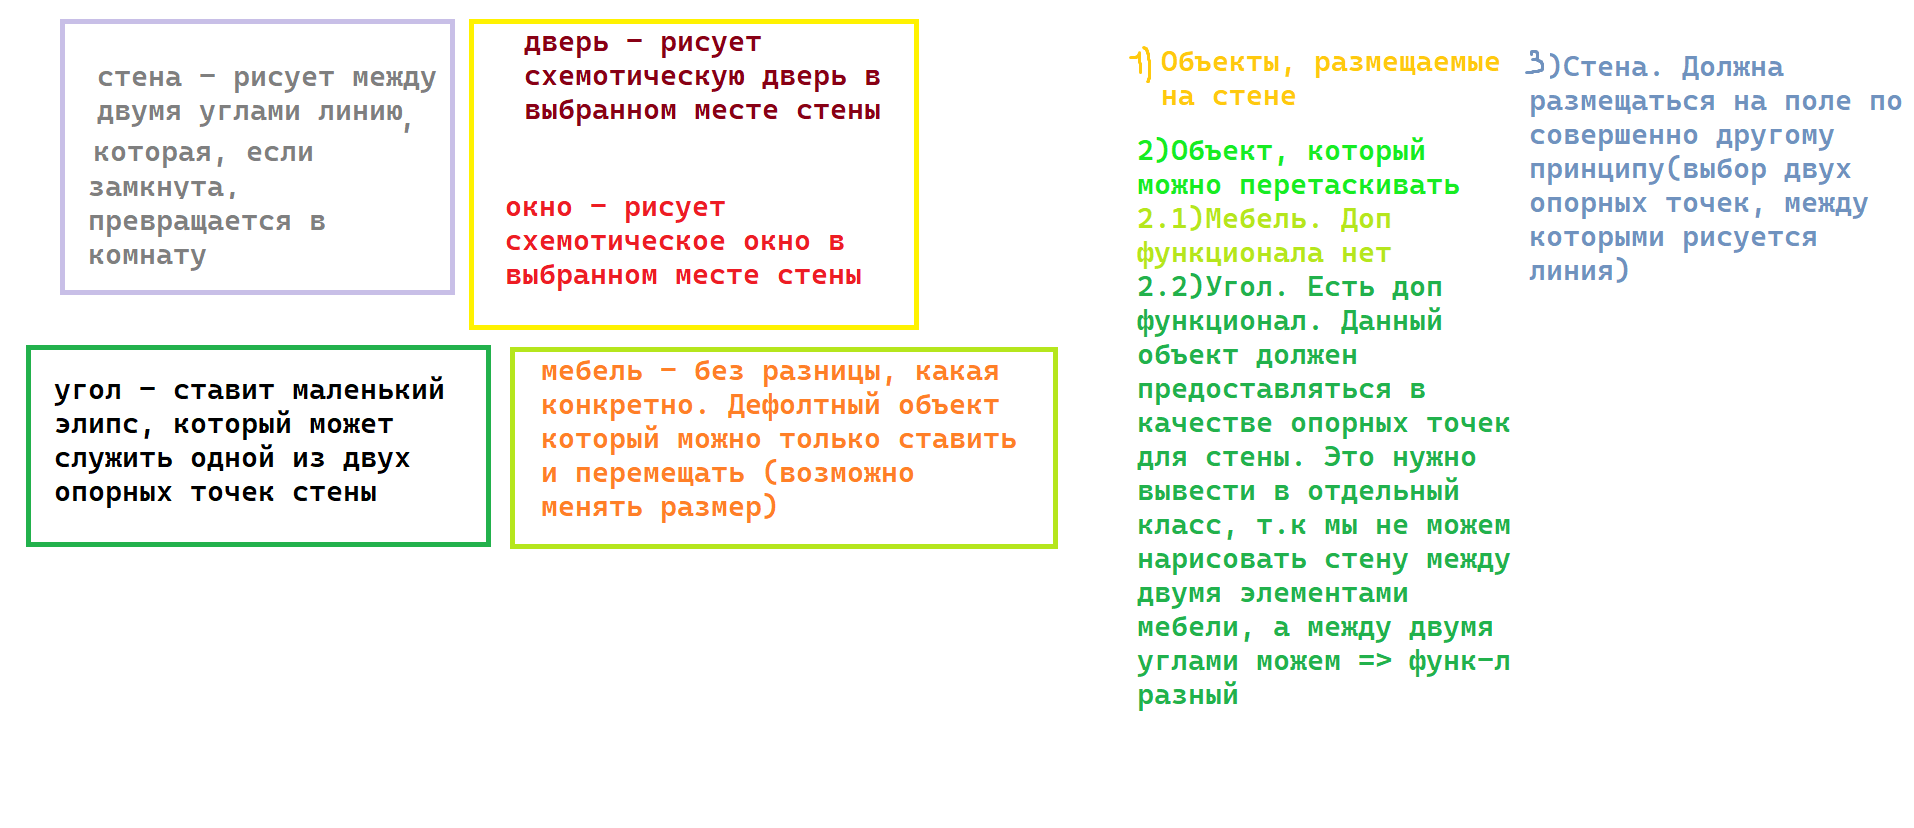 стена - рисует между
двумя углами линию,
которая, если
замкнута,
превращается в
комнату
дверь - рисует
схемотическую дверь в
выбранном месте стены
окно - рисует
схемотическое окно в
выбранном месте стены
угол - ставит маленький
элипс, который может
служить одной из двух
опорных точек стены
мебель - без разницы, какая
конкретно. Дефолтный объект
который можно только ставить
и перемещать (возможно
менять размер)
1) Объекты, размещаемые
на стене
2)Объект, который
можно перетаскивать
2.1)Мебель. Доп
функционала нет
2.2)Угол. Есть доп
функционал. Данный
объект должен
предоставляться в
качестве опорных точек
для стены. Это нужно
вывести в отдельный
класс, т.к мы не можем
нарисовать стену между
двумя элементами
мебели, а между двумя
углами можем => функ-л
разный
3)Стена. Должна
размещаться на поле по
совершенно другому
принципу(выбор двух
опорных точек, между
которыми рисуется
линия)